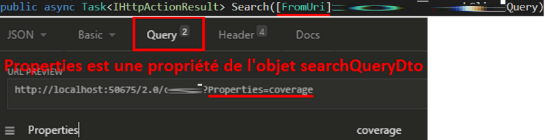 public async Task<IHttpActionResult> Search([FromUri] Query)
JSON Basic Query 2 Header 4 Docs
Properties est une propriété de l'objet searchQueryDto
URL PREVIEW
http://localhost:50675/2.0/ ?Properties=coverage
Properties coverage